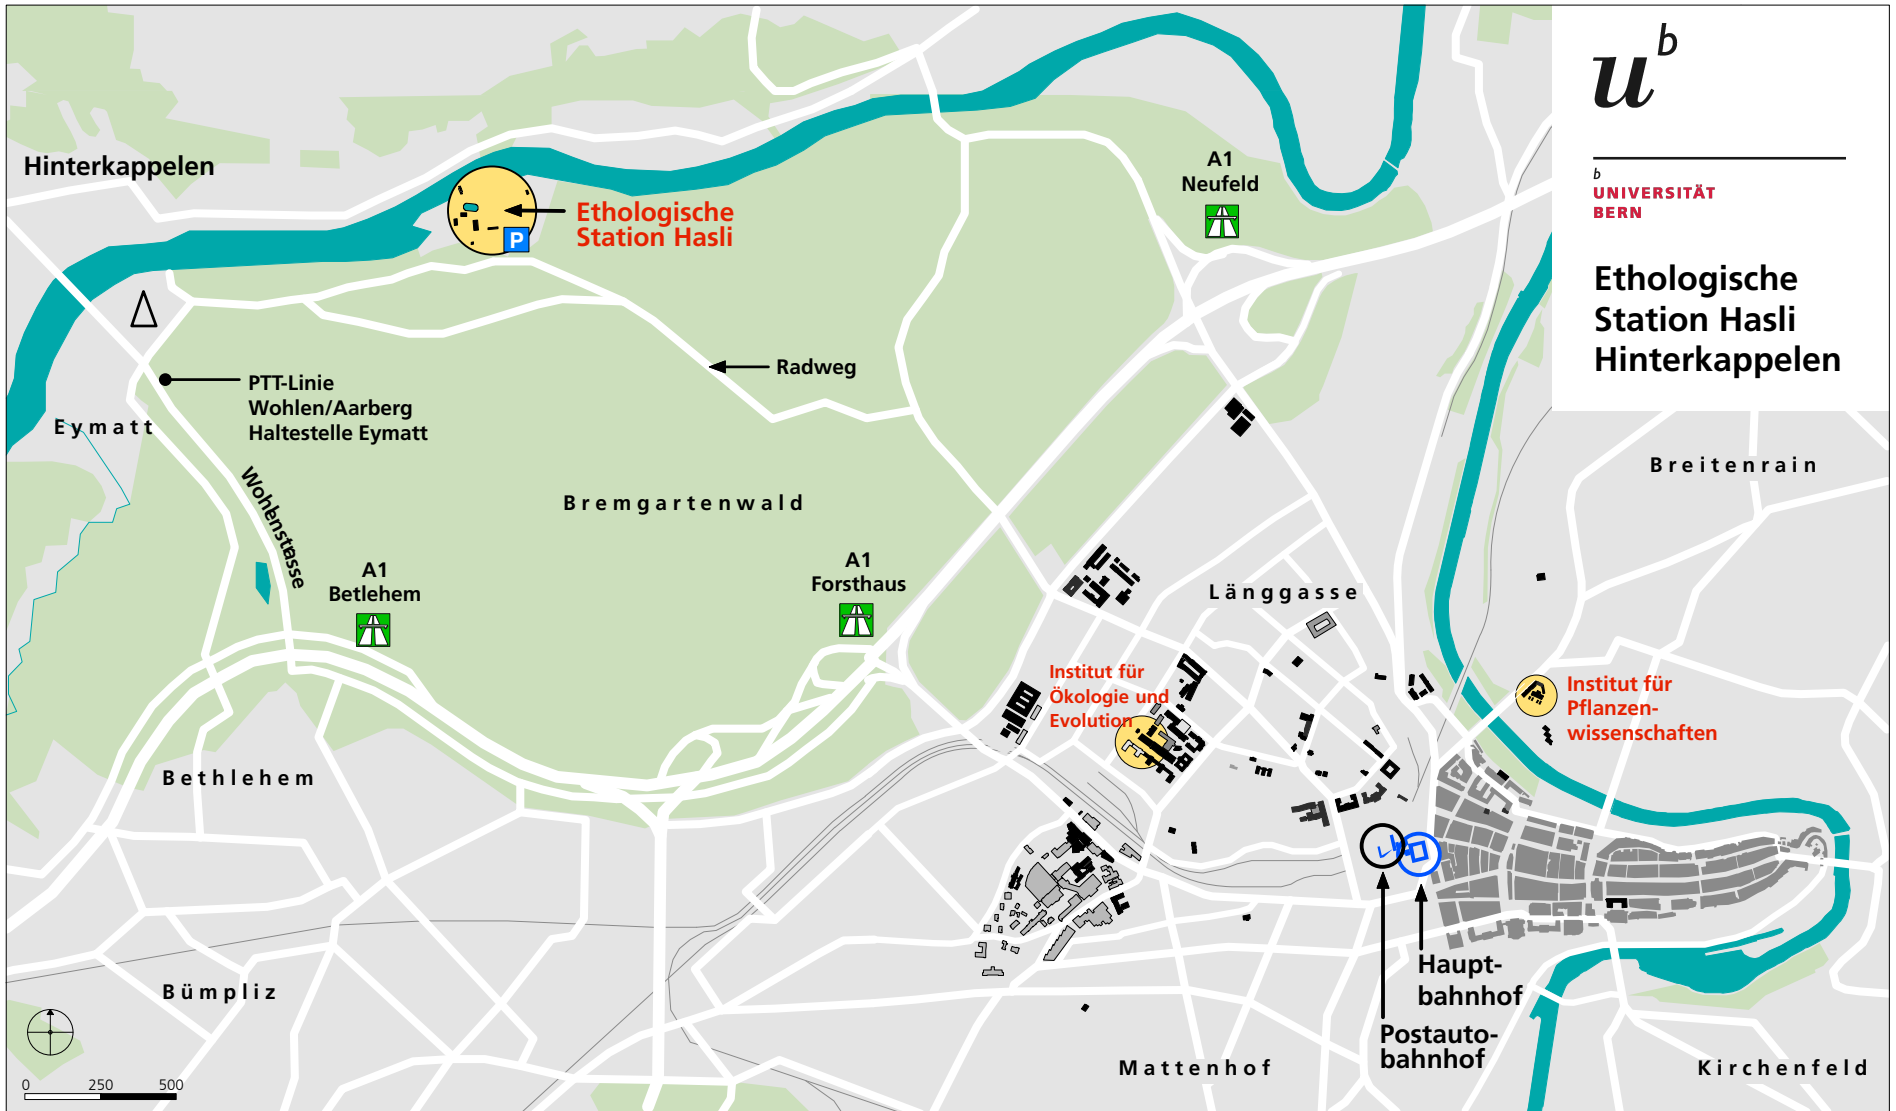 u
b
b
UNIVERSITÄT
BERN
Ethologische
Station Hasli
Hinterkappelen
Hinterkappelen
Ethologische
Station Hasli
P
A1
Neufeld
Radweg
PTT-Linie
Wohlen/Aarberg
Haltestelle Eymatt
Eymatt
Wohlenstrasse
Bremgartenwald
Breitenrain
A1
Betlehem
A1
Forsthaus
Länggasse
Institut für
Ökologie und
Evolution
Institut für
Pflanzen-
wissenschaften
Bethlehem
Bümpliz
Haupt-
bahnhof
Postauto-
bahnhof
Mattenhof
Kirchenfeld
0 250 500